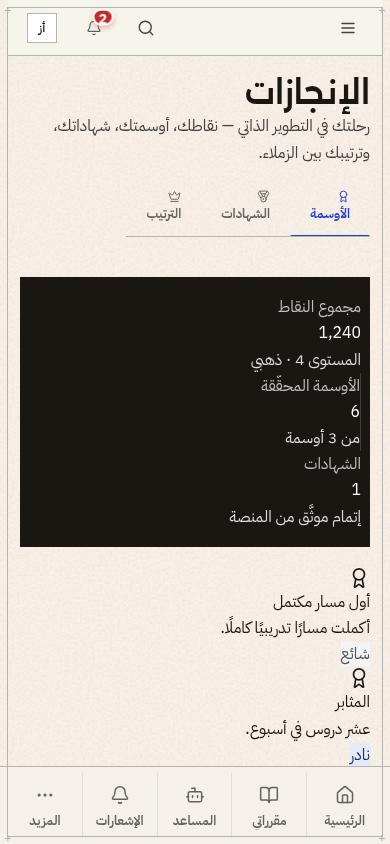 أز
2
الإنجازات
رحلتك في التطوير الذاتي — نقاطك، أوسمتك، شهاداتك،
وترتيبك بين الزملاء.
الأوسمة
الشهادات
الترتيب
مجموع النقاط
1,240
المستوى 4 · ذهبي
الأوسمة المحقّقة
6
من 3 أوسمة
الشهادات
1
إتمام موثَّق من المنصة
أول مسار مكتمل
أكملت مسارًا تدريبيًا كاملًا.
شائع
المثابر
عشر دروس في أسبوع.
نادر
الرئيسية
مقرراتي
المساعد
الإشعارات
المزيد